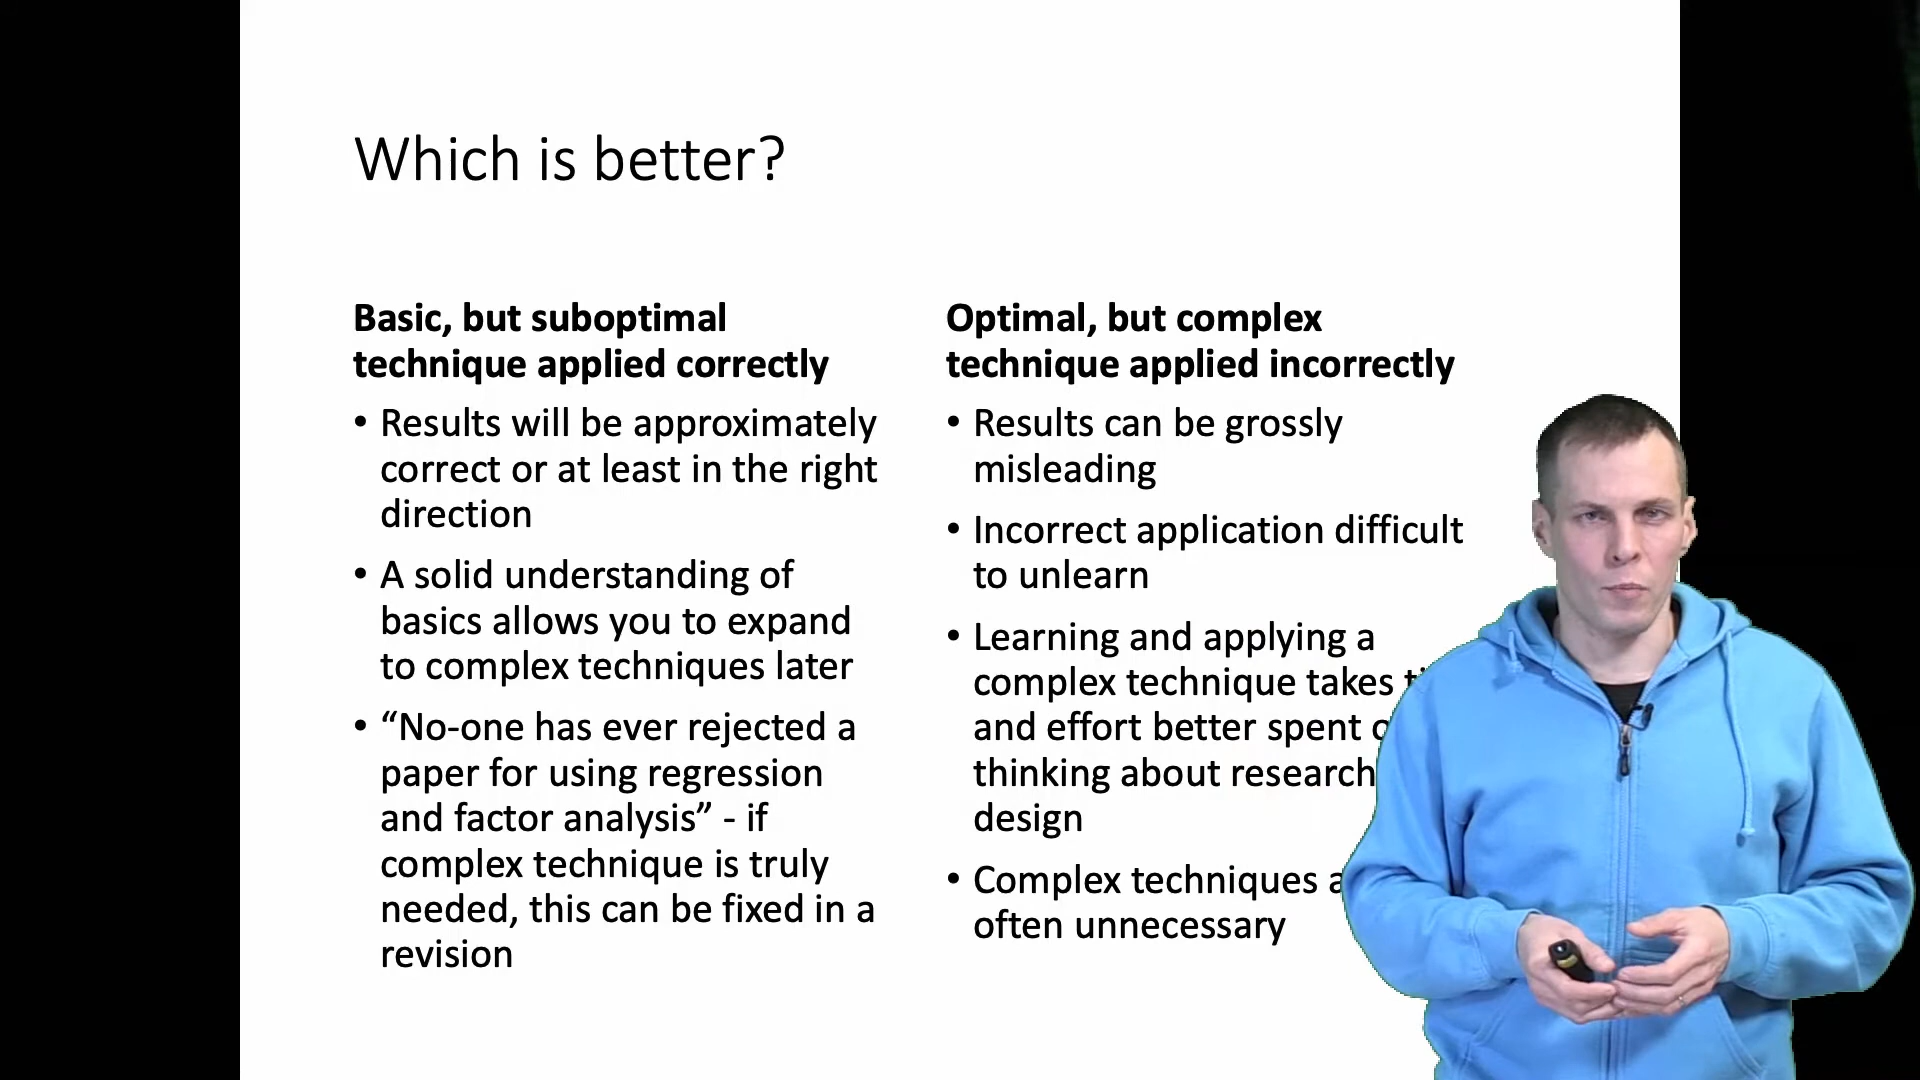 Which is better?
Basic, but suboptimal
technique applied correctly
• Results will be approximately
correct or at least in the right
direction
• A solid understanding of
basics allows you to expand
to complex techniques later
• “No-one has ever rejected a
paper for using regression
and factor analysis” - if
complex technique is truly
needed, this can be fixed in a
revision
Optimal, but complex
technique applied incorrectly
• Results can be grossly
misleading
• Incorrect application difficult
to unlearn
• Learning and applying a
complex technique takes
and effort better spent
thinking about research
design
• Complex techniques
often unnecessary